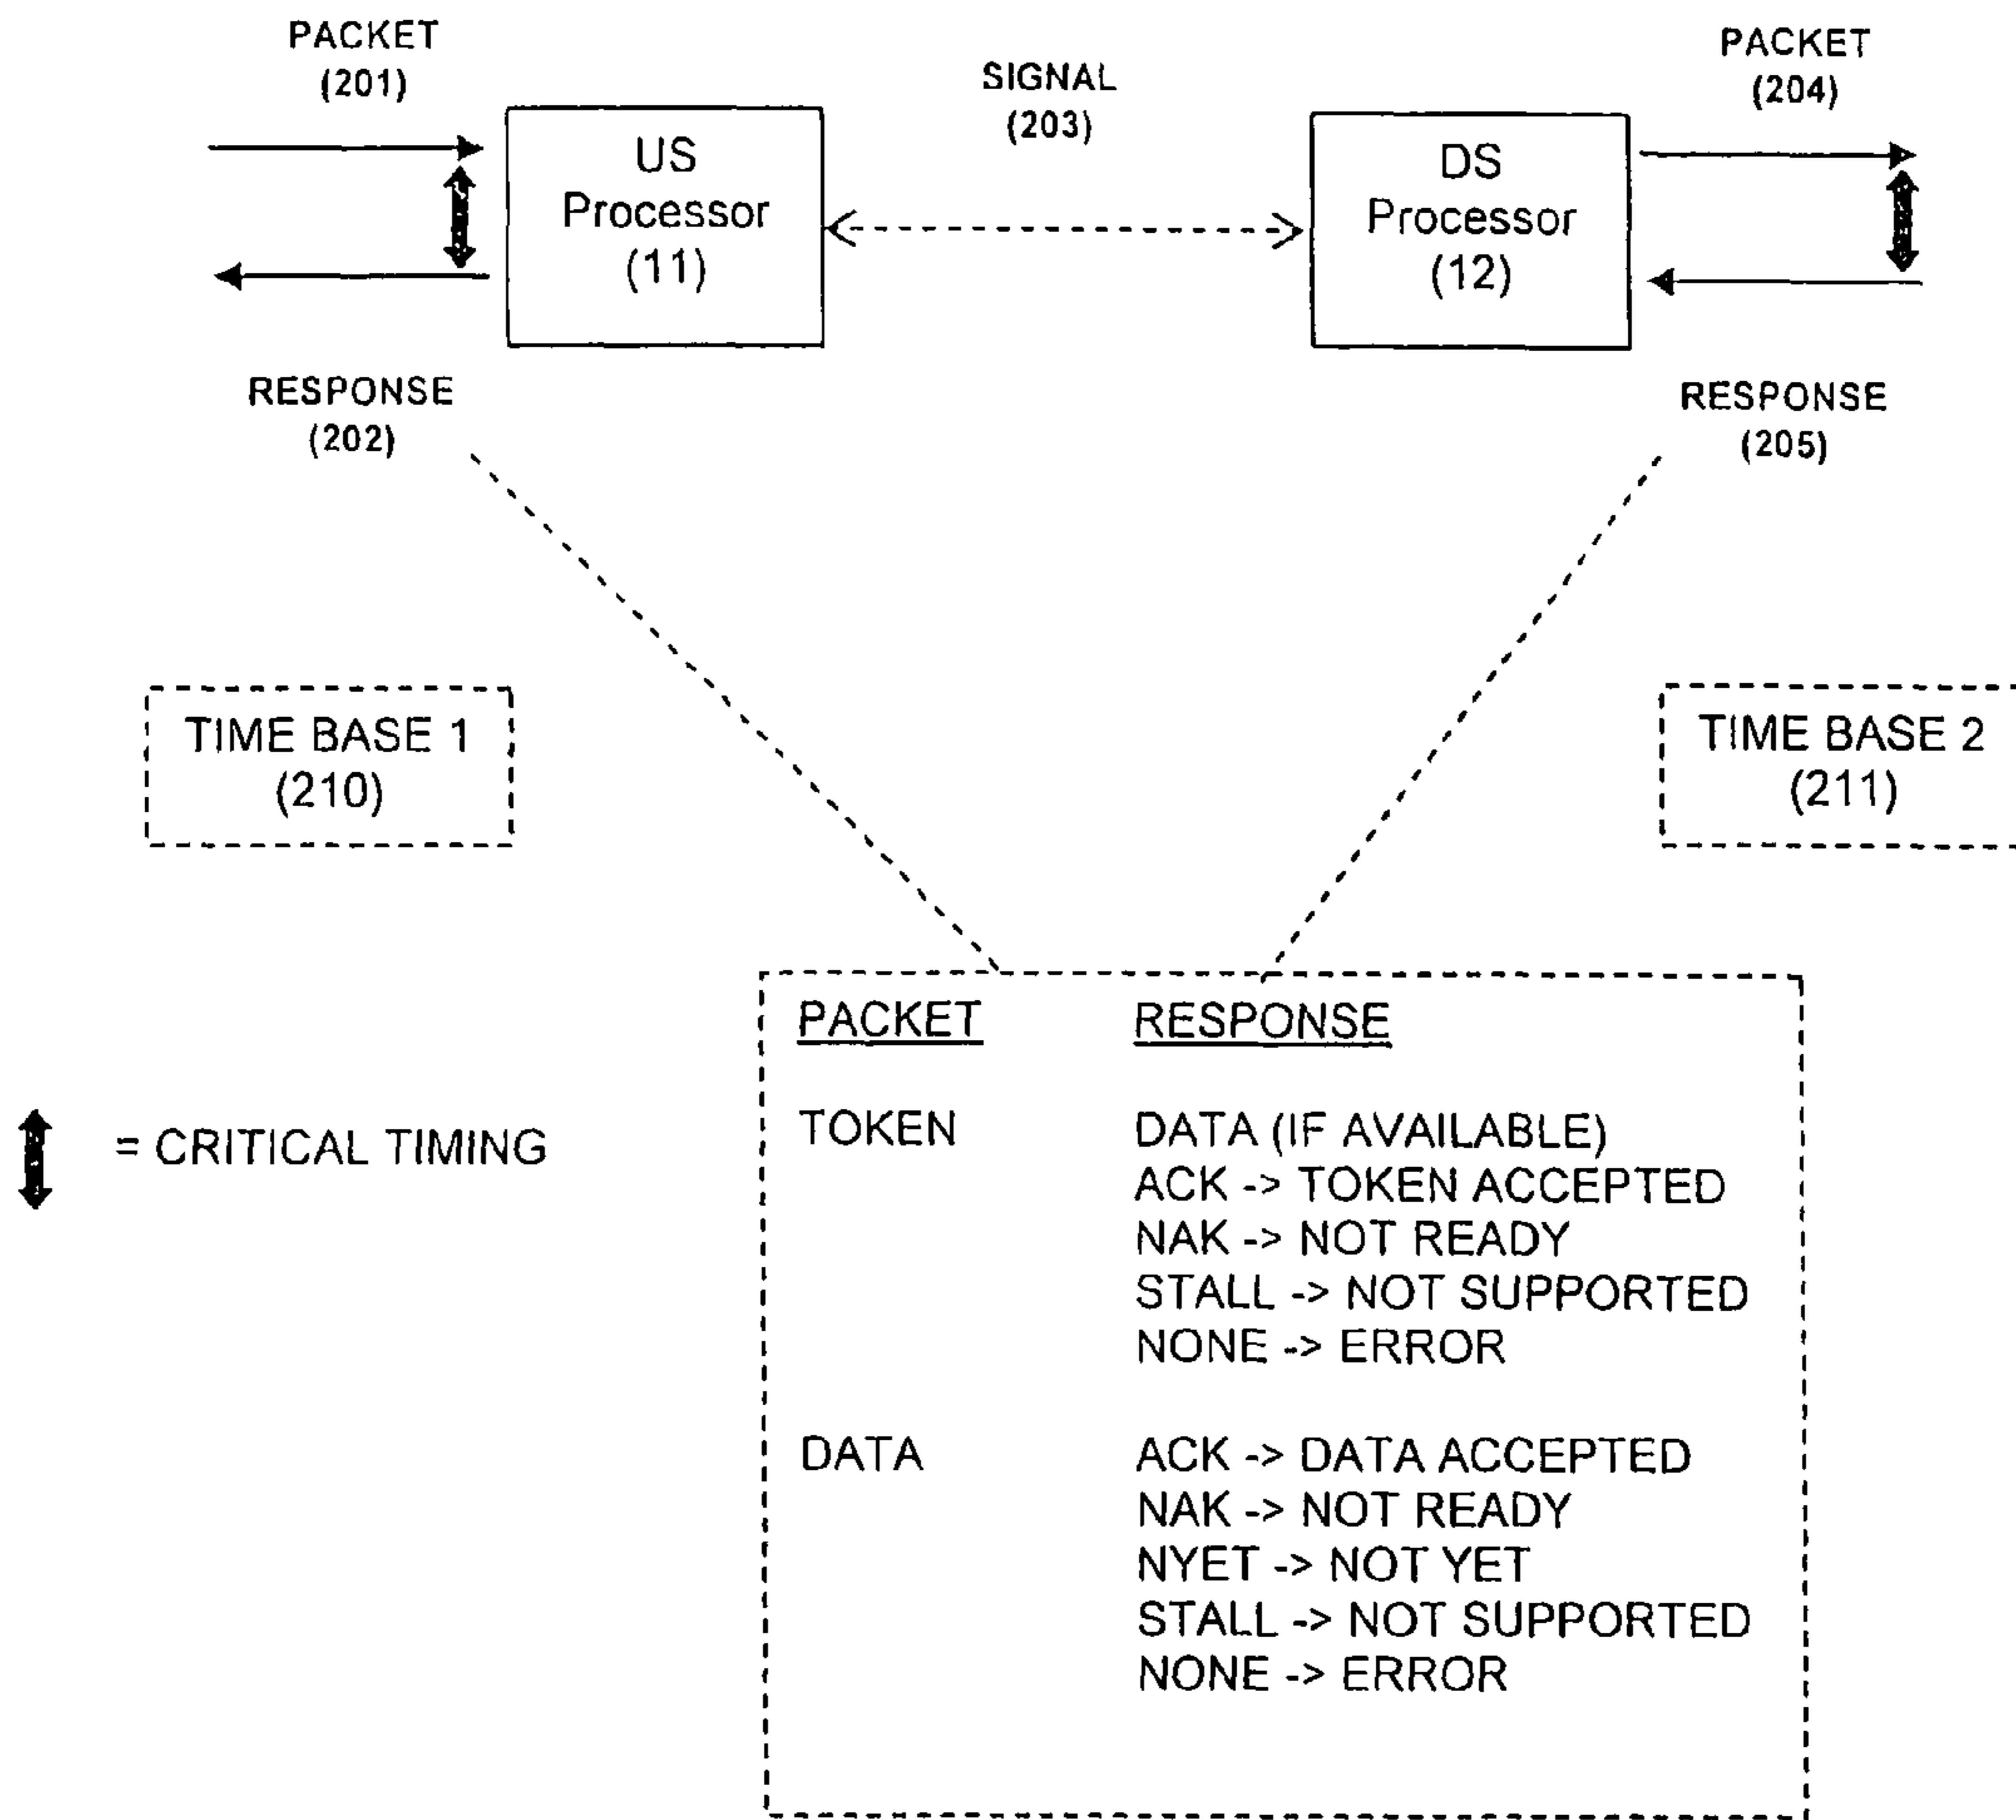 PACKET
(201)
SIGNAL
(203)
PACKET
(204)
US
Processor
(11)
DS
Processor
(12)
RESPONSE
(202)
RESPONSE
(205)
TIME BASE 1
(210)
TIME BASE 2
(211)
= CRITICAL TIMING
PACKET RESPONSE
TOKEN DATA (IF AVAILABLE)
ACK -> TOKEN ACCEPTED
NAK -> NOT READY
STALL -> NOT SUPPORTED
NONE -> ERROR
DATA ACK -> DATA ACCEPTED
NAK -> NOT READY
NYET -> NOT YET
STALL -> NOT SUPPORTED
NONE -> ERROR